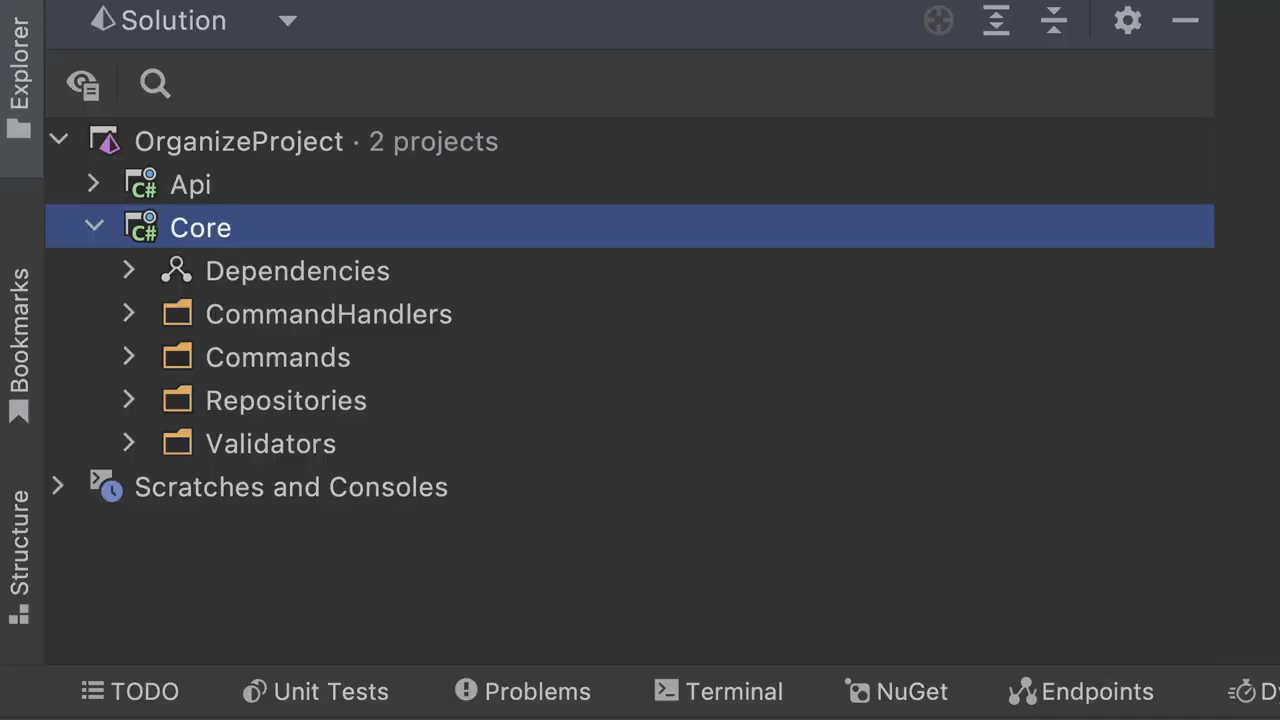 Solution
Explorer
OrganizeProject · 2 projects
C# Api
C# Core
Dependencies
CommandHandlers
Commands
Repositories
Validators
Scratches and Consoles
Bookmarks
Structure
TODO
Unit Tests
Problems
Terminal
NuGet
Endpoints